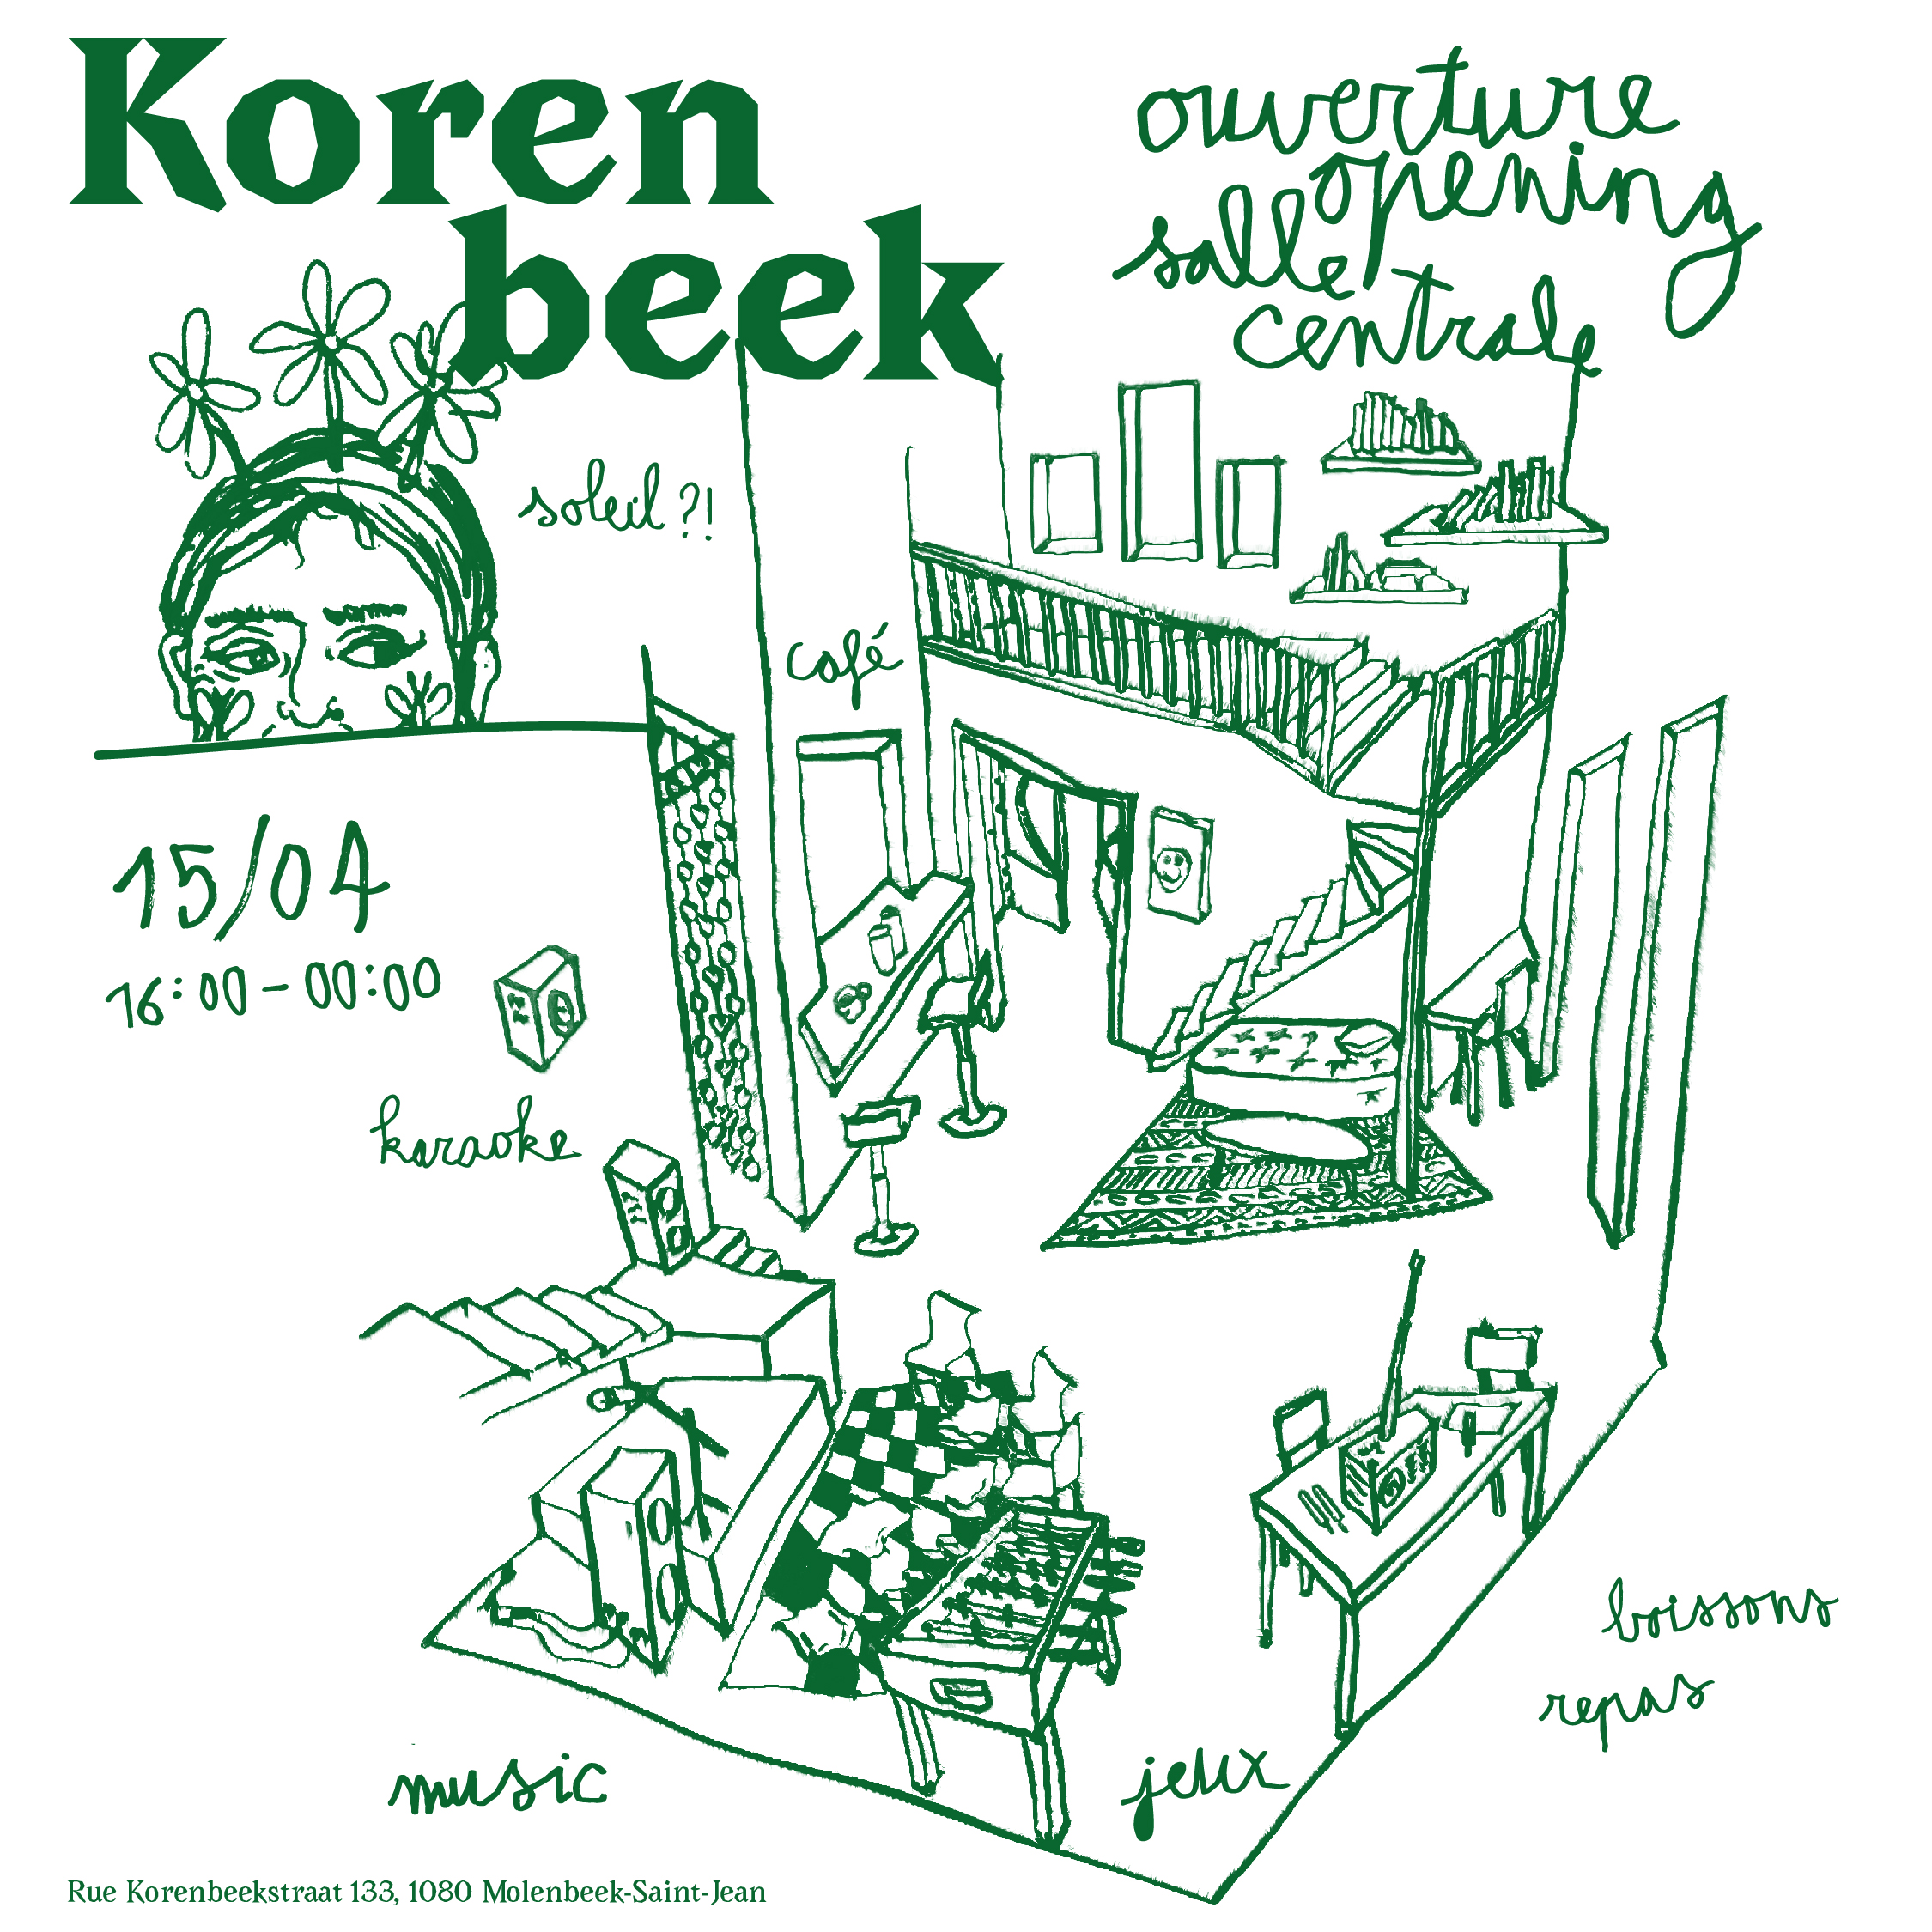 Koren
beek
ouverture
opening
salle
centrale
soleil ?!
café
15/04
16:00-00:00
karaoke
boissons
repas
music
jeux
Rue Korenbeekstraat 133, 1080 Molenbeek-Saint-Jean